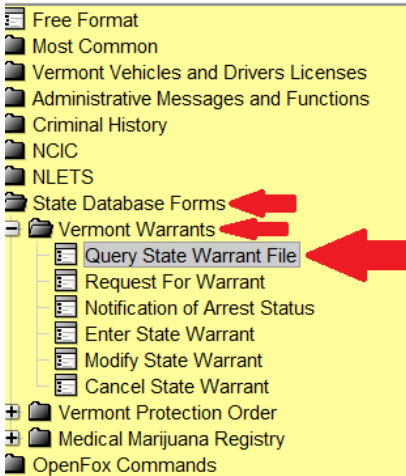 Free Format
Most Common
Vermont Vehicles and Drivers Licenses
Administrative Messages and Functions
Criminal History
NCIC
NLETS
State Database Forms
Vermont Warrants
Query State Warrant File
Request For Warrant
Notification of Arrest Status
Enter State Warrant
Modify State Warrant
Cancel State Warrant
Vermont Protection Order
Medical Marijuana Registry
OpenFox Commands